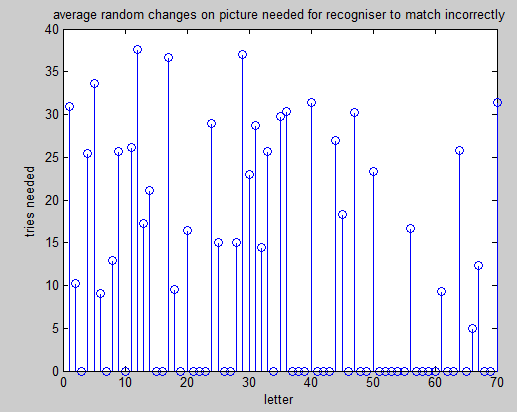 average random changes on picture needed for recogniser to match incorrectly
40
35
30
25
20
15
10
5
0
tries needed
0 10 20 30 40 50 60 70
letter